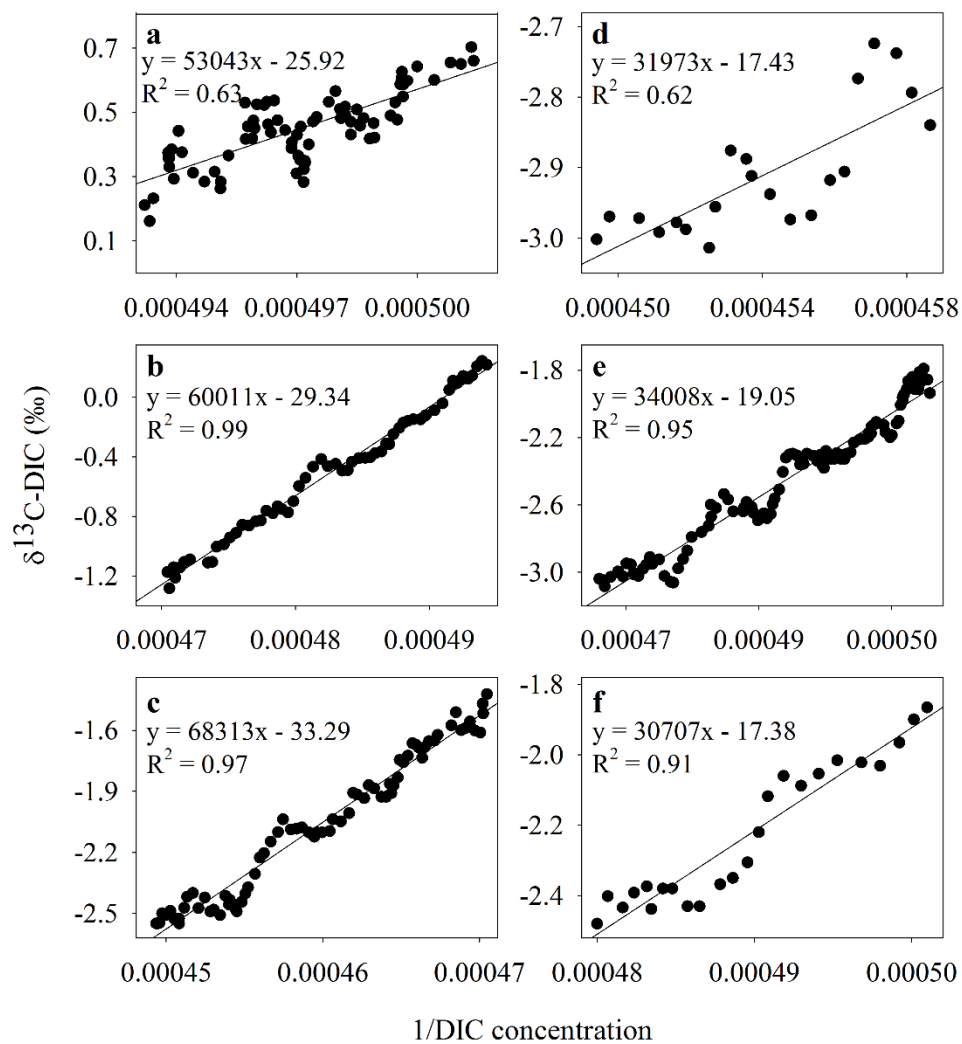 a
y = 53043x - 25.92
R² = 0.63
0.7
0.5
0.3
0.1
0.000494 0.000497 0.000500
d
y = 31973x - 17.43
R² = 0.62
-2.7
-2.8
-2.9
-3.0
0.000450 0.000454 0.000458
b
y = 60011x - 29.34
R² = 0.99
0.0
-0.4
-0.8
-1.2
0.00047 0.00048 0.00049
e
y = 34008x - 19.05
R² = 0.95
-1.8
-2.2
-2.6
-3.0
0.00047 0.00049 0.00050
c
y = 68313x - 33.29
R² = 0.97
-1.6
-1.9
-2.2
-2.5
0.00045 0.00046 0.00047
f
y = 30707x - 17.38
R² = 0.91
-1.8
-2.0
-2.2
-2.4
0.00048 0.00049 0.00050
δ¹³C-DIC (‰)
1/DIC concentration